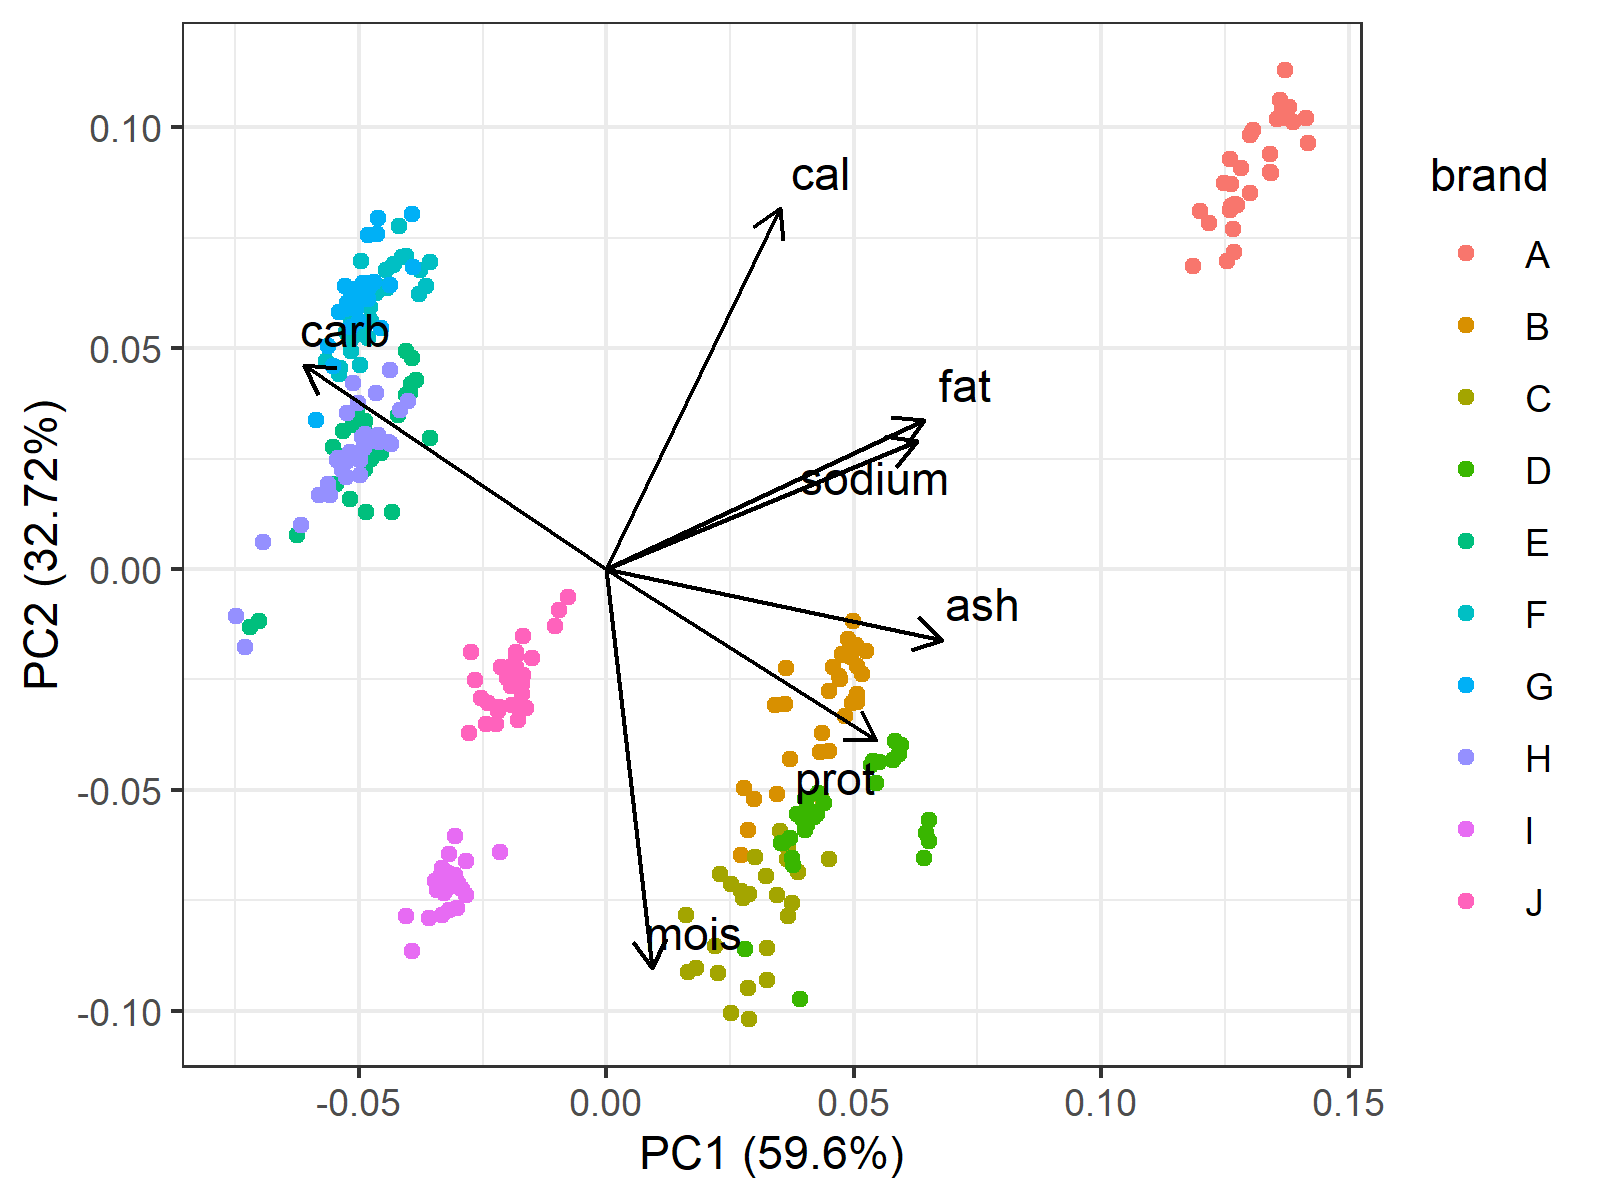 cal
carb
fat
sodium
ash
prot
mois
0.10
0.05
0.00
-0.05
-0.10
PC2 (32.72%)
-0.05
0.00
0.05
0.10
0.15
PC1 (59.6%)
brand
A
B
C
D
E
F
G
H
I
J